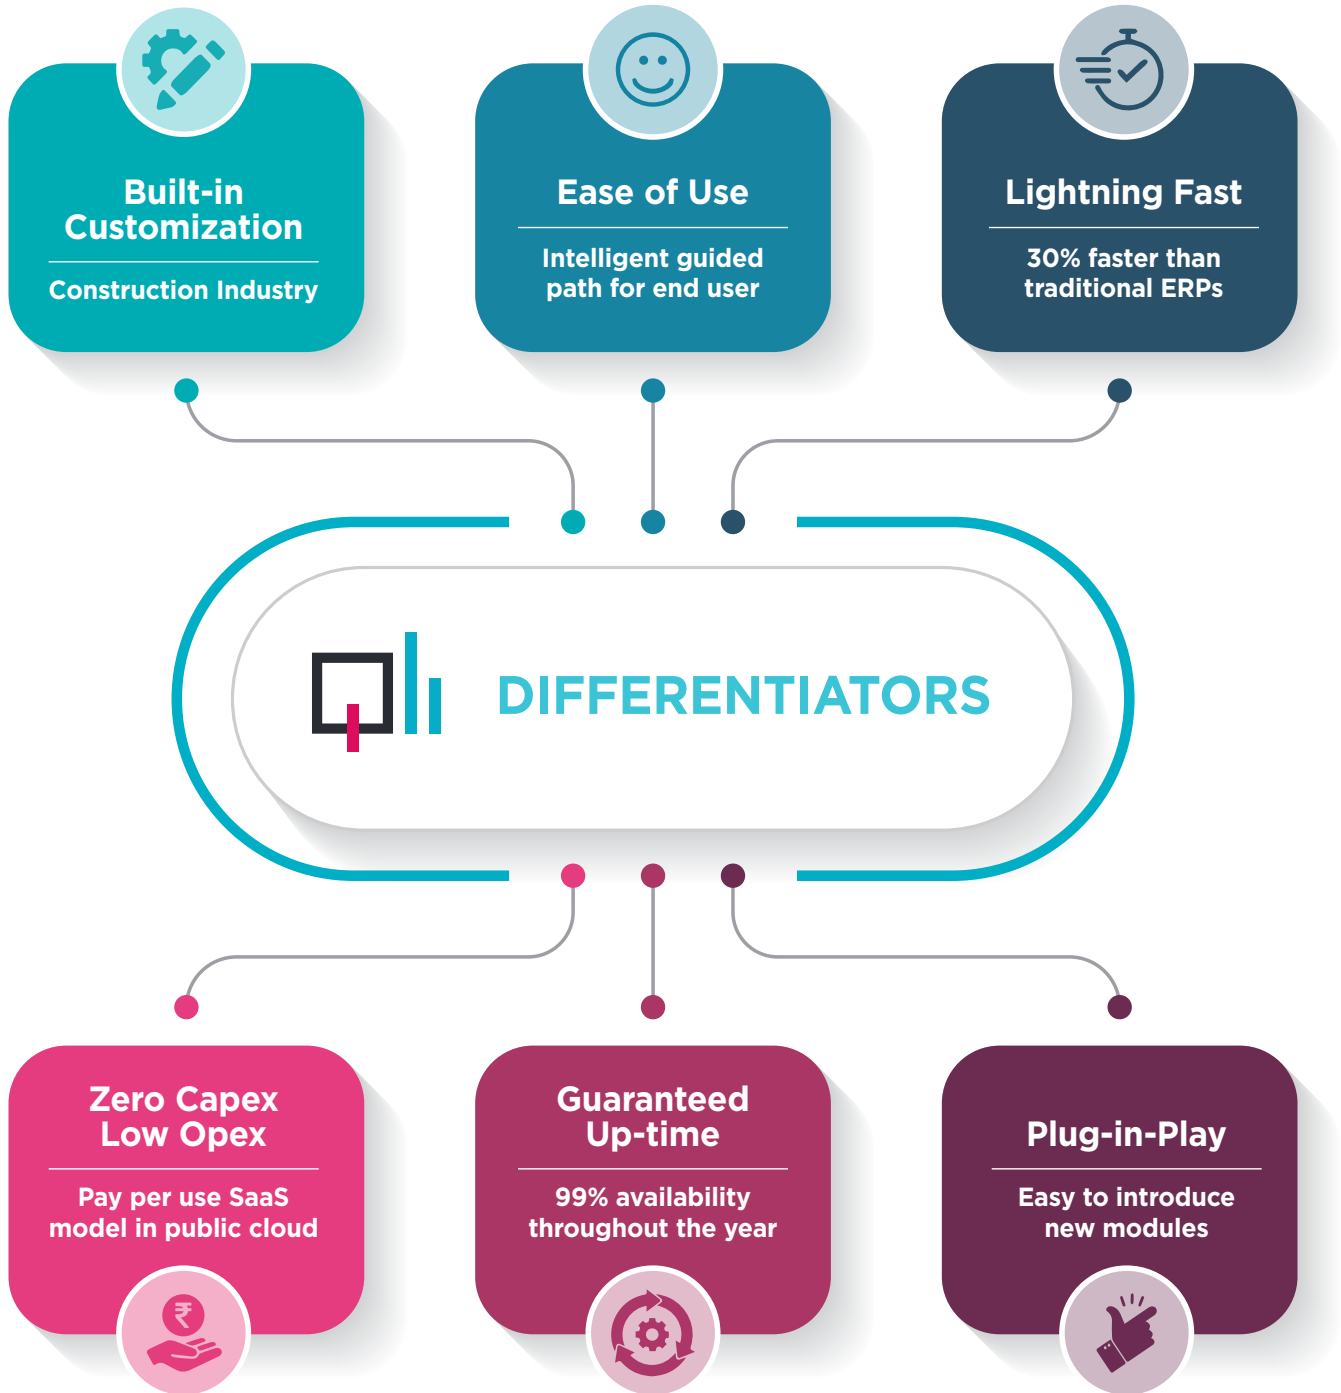 Built-in
Customization
Construction Industry
Ease of Use
Intelligent guided
path for end user
Lightning Fast
30% faster than
traditional ERPs
DIFFERENTIATORS
Zero Capex
Low Opex
Pay per use SaaS
model in public cloud
₹
Guaranteed
Up-time
99% availability
throughout the year
Plug-in-Play
Easy to introduce
new modules